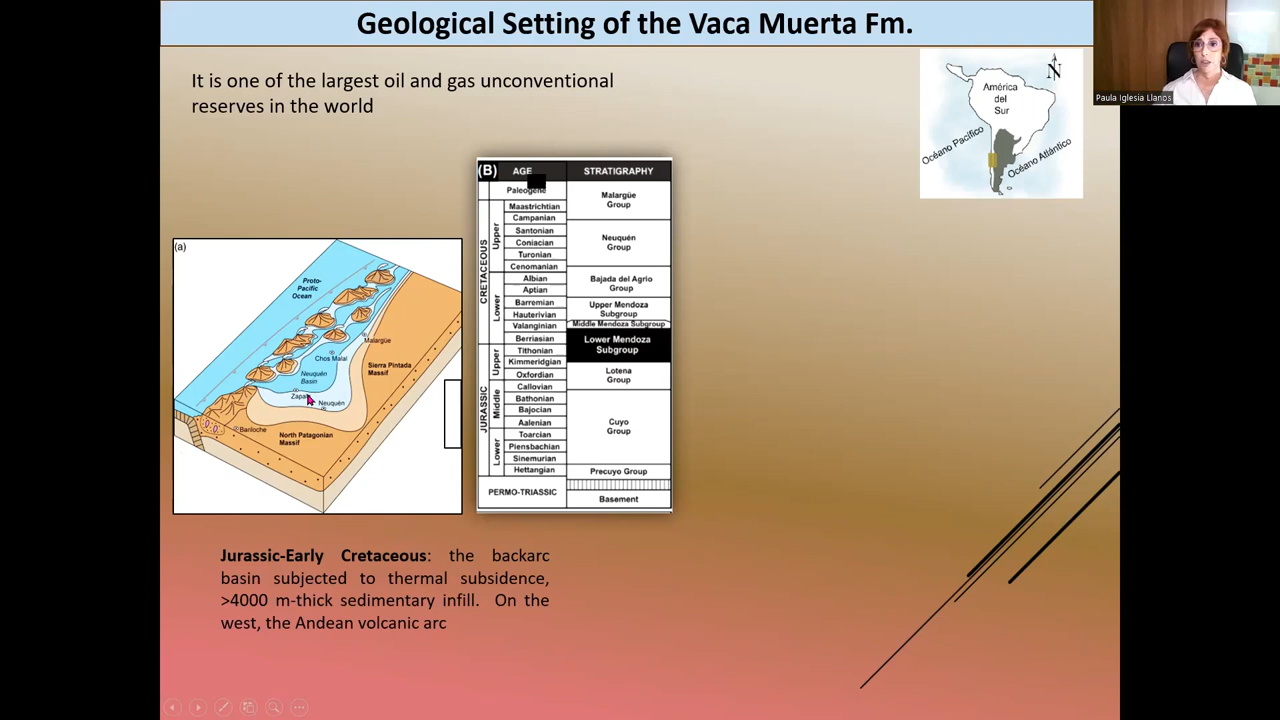 Geological Setting of the Vaca Muerta Fm.
It is one of the largest oil and gas unconventional
reserves in the world
N
América
del
Sur
Océano Pacífico
Océano Atlántico
Paula Iglesia Llanos
(a)
Proto-
Pacific
Ocean
Malargüe
Chos Malal
Neuquén
Basin
Sierra Pintada
Massif
Neuquén
Bariloche
North Patagonian
Massif
(B) AGE STRATIGRAPHY
Paleogene
Malargüe
Group
CRETACEOUS
Upper
Maastrichtian
Campanian
Santonian
Coniacian
Turonian
Cenomanian
Neuquén
Group
Lower
Albian
Aptian
Barremian
Hauterivian
Valanginian
Berriasian
Bajada del Agrio
Group
Upper Mendoza
Subgroup
Middle Mendoza Subgroup
Lower Mendoza
Subgroup
JURASSIC
Upper
Tithonian
Kimmeridgian
Oxfordian
Lotena
Group
Middle
Callovian
Bathonian
Bajocian
Aalenian
Cuyo
Group
Lower
Toarcian
Piensbachian
Sinemurian
Hettangian
Precuyo Group
PERMO-TRIASSIC
Basement
Jurassic-Early Cretaceous: the backarc
basin subjected to thermal subsidence,
>4000 m-thick sedimentary infill. On the
west, the Andean volcanic arc